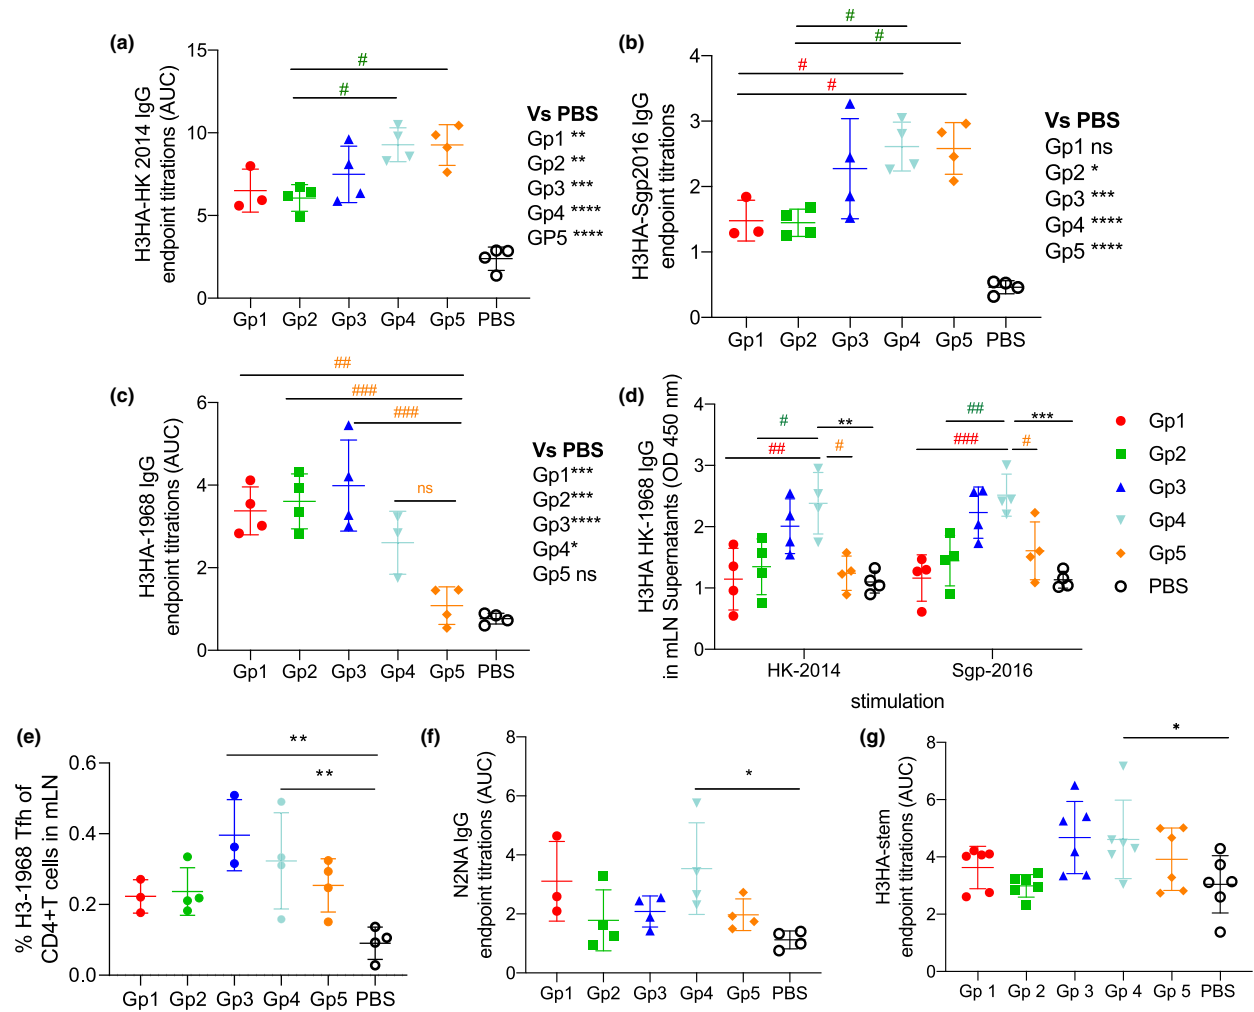 (a)
H3HA-HK 2014 IgG
endpoint titrations (AUC)
15
10
5
0
#
#
Gp1 Gp2 Gp3 Gp4 Gp5 PBS
Vs PBS
Gp1 **
Gp2 **
Gp3 ***
Gp4 ****
GP5 ****
(b)
H3HA-Sgp2016 IgG
endpoint titrations
4
3
2
1
0
#
#
#
#
Gp1 Gp2 Gp3 Gp4 Gp5 PBS
Vs PBS
Gp1 ns
Gp2 *
Gp3 ***
Gp4 ****
Gp5 ****
(c)
H3HA-1968 IgG
endpoint titrations (AUC)
6
4
2
0
##
###
###
ns
Gp1 Gp2 Gp3 Gp4 Gp5 PBS
Vs PBS
Gp1***
Gp2***
Gp3****
Gp4*
Gp5 ns
(d)
H3HA HK-1968 IgG
in mLN Supernatants (OD 450 nm)
4
3
2
1
0
# **
## #
## ***
### #
HK-2014 Sgp-2016
stimulation
Gp1
Gp2
Gp3
Gp4
Gp5
PBS
(e)
% H3-1968 Tfh of
CD4+T cells in mLN
0.6
0.4
0.2
0.0
**
**
Gp1 Gp2 Gp3 Gp4 Gp5 PBS
(f)
N2NA IgG
endpoint titrations (AUC)
8
6
4
2
0
*
Gp1 Gp2 Gp3 Gp4 Gp5 PBS
(g)
H3HA-stem
endpoint titrations (AUC)
8
6
4
2
0
*
Gp 1 Gp 2 Gp 3 Gp 4 Gp 5 PBS